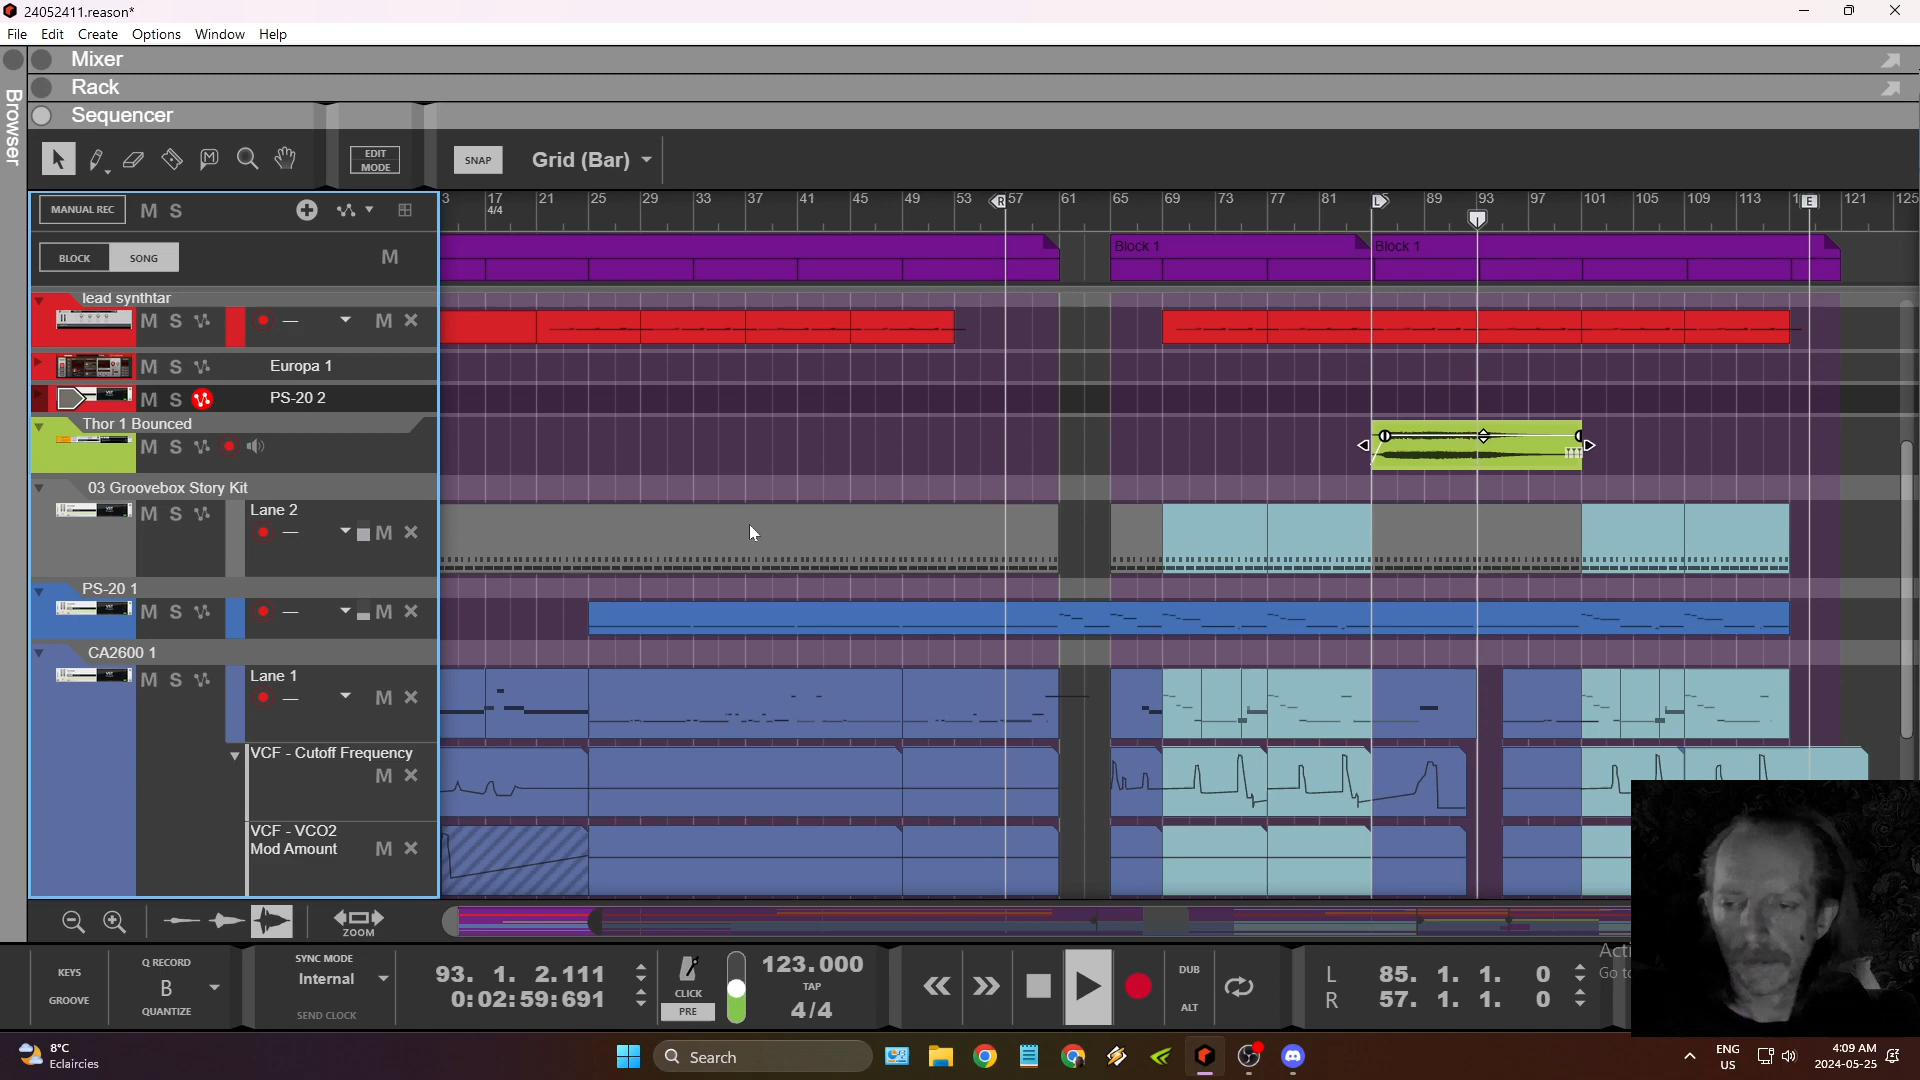 24052411.reason*
File Edit Create Options Window Help
Mixer
Rack
Sequencer
Browser
EDIT MODE
SNAP
Grid (Bar)
MANUAL REC M S
3 17 21 25 29 33 37 41 45 49 53 R 57 61 65 69 73 77 81 L 89 93 97 101 105 109 113 E 121 125
4/4
BLOCK SONG M
Block 1 Block 1
lead synthtar
M S M
M S Europa 1
M S PS-20 2
Thor 1 Bounced
M S
03 Groovebox Story Kit
M S Lane 2
M
PS-20 1
M S M
CA2600 1
M S Lane 1
M
VCF - Cutoff Frequency
M
VCF - VCO2
Mod Amount M
ZOOM
KEYS
GROOVE
Q RECORD
B
QUANTIZE
SYNC MODE
Internal
SEND CLOCK
93. 1. 2.111
0:02:59:691
CLICK
PRE
123.000
TAP
4/4
DUB
ALT
L 85. 1. 1. 0
R 57. 1. 1. 0
Acti
Go to
8°C
Eclaircies
Search
ENG
US
4:09 AM
2024-05-25